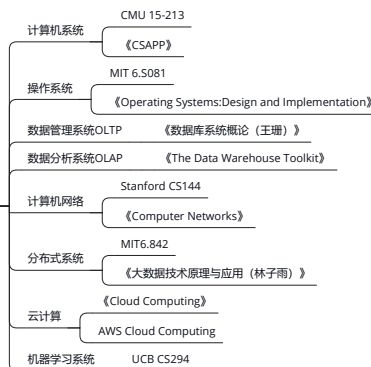 计算机系统
CMU 15-213
《CSAPP》
操作系统
MIT 6.S081
《Operating Systems:Design and Implementation》
数据管理系统OLTP
《数据库系统概论（王珊）》
数据分析系统OLAP
《The Data Warehouse Toolkit》
计算机网络
Stanford CS144
《Computer Networks》
分布式系统
MIT6.842
《大数据技术原理与应用（林子雨）》
云计算
《Cloud Computing》
AWS Cloud Computing
机器学习系统
UCB CS294